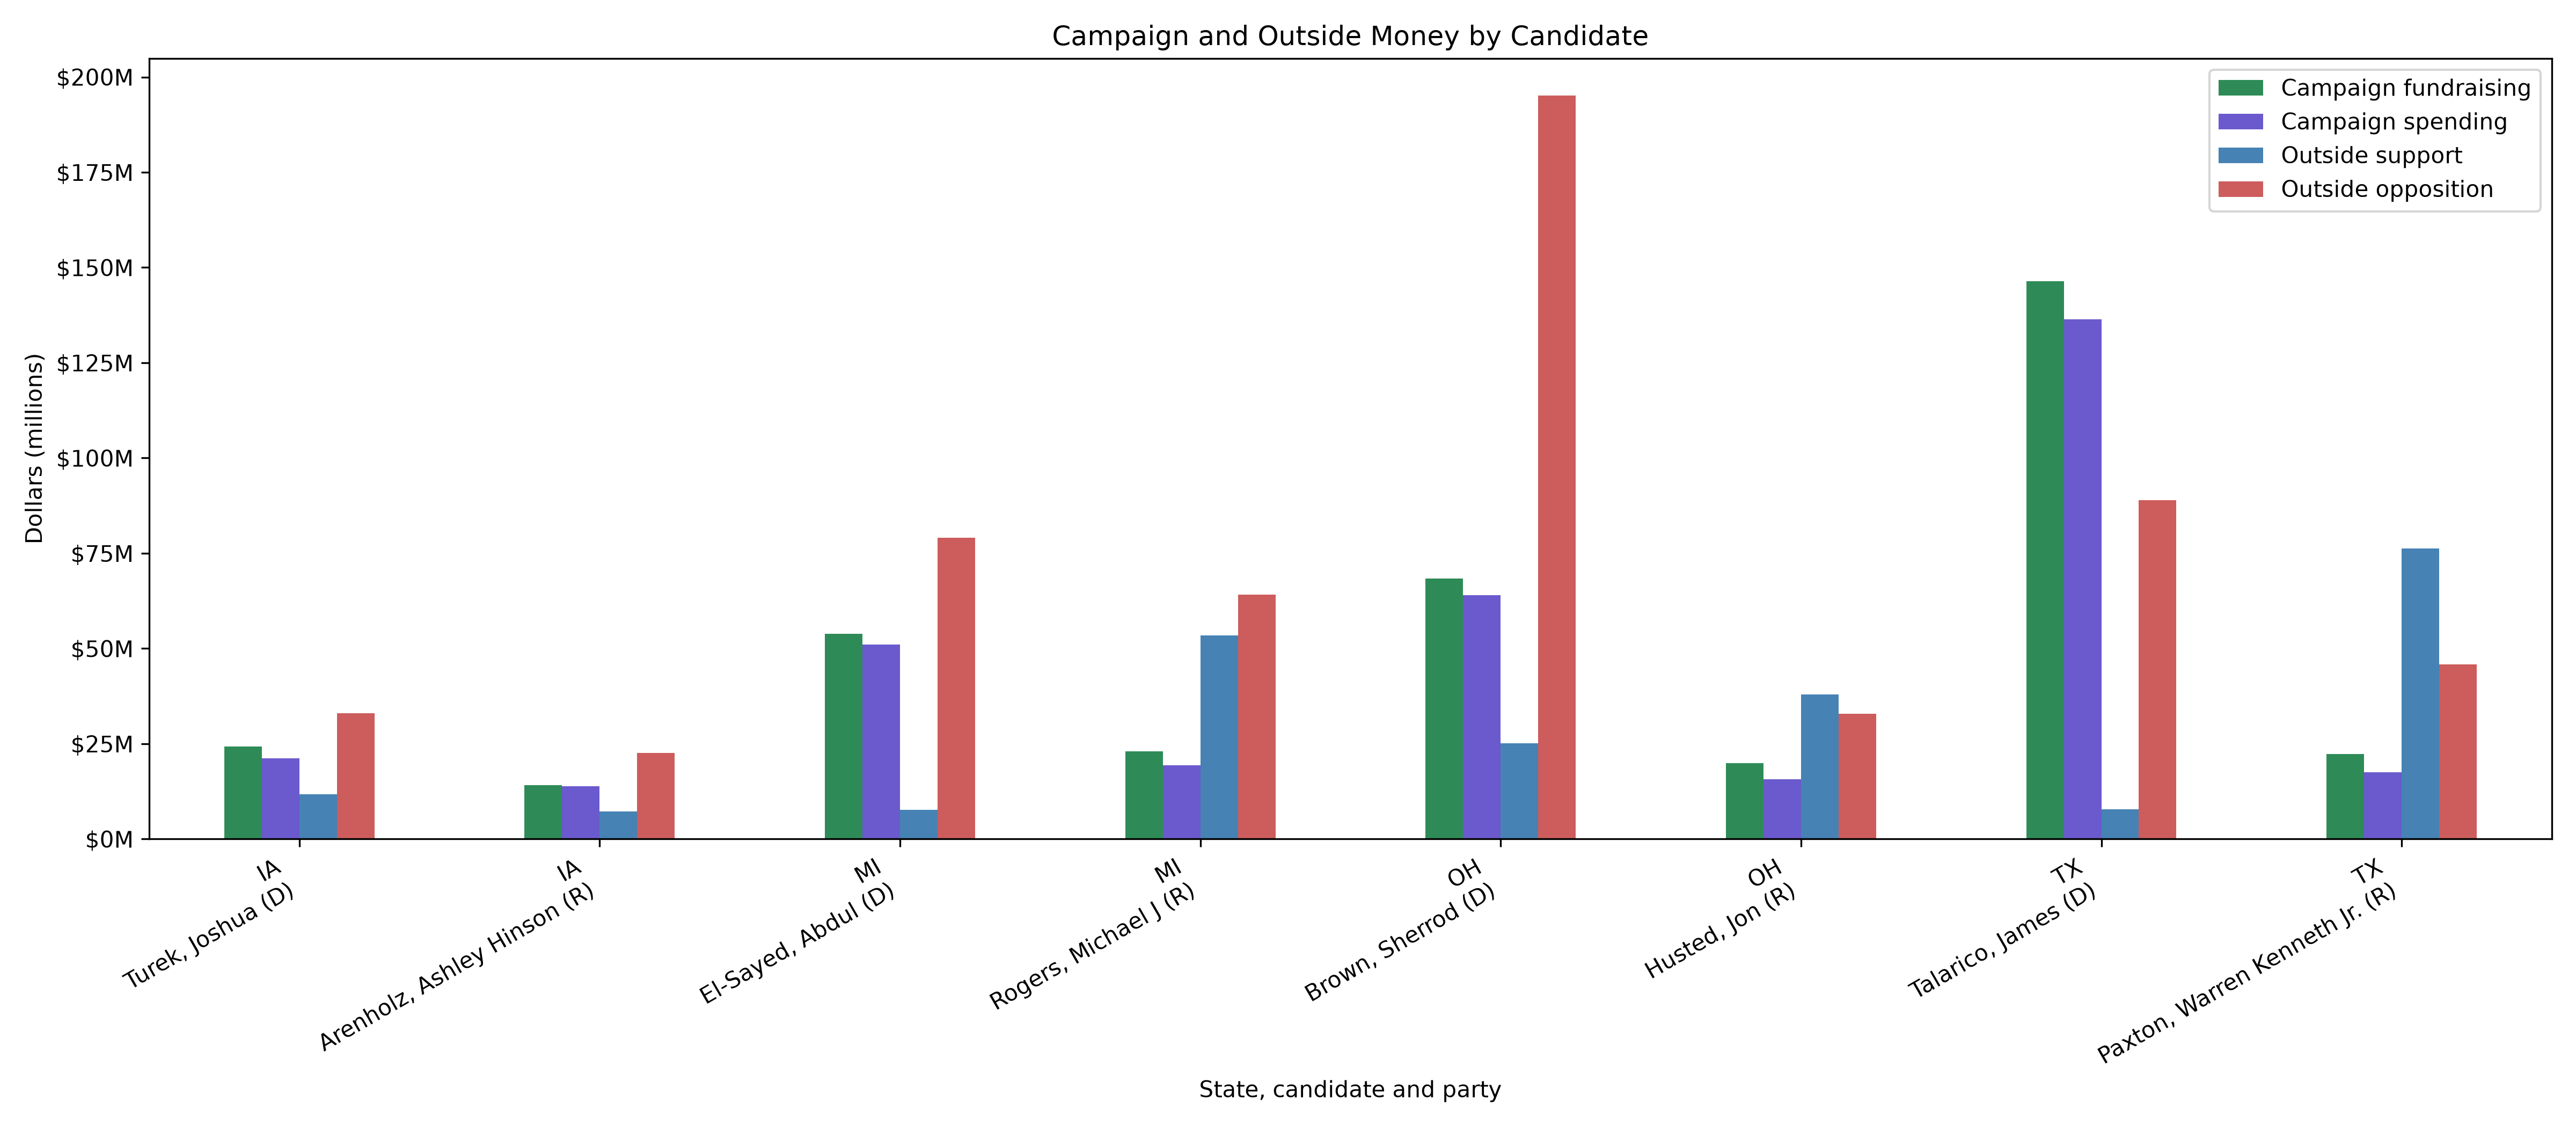 Campaign and Outside Money by Candidate
Campaign fundraising
Campaign spending
Outside support
Outside opposition
Dollars (millions)
$200M
$175M
$150M
$125M
$100M
$75M
$50M
$25M
$0M
IA
Turek, Joshua (D)
IA
Arenholz, Ashley Hinson (R)
MI
El-Sayed, Abdul (D)
MI
Rogers, Michael J (R)
OH
Brown, Sherrod (D)
OH
Husted, Jon (R)
TX
Talarico, James (D)
TX
Paxton, Warren Kenneth Jr. (R)
State, candidate and party